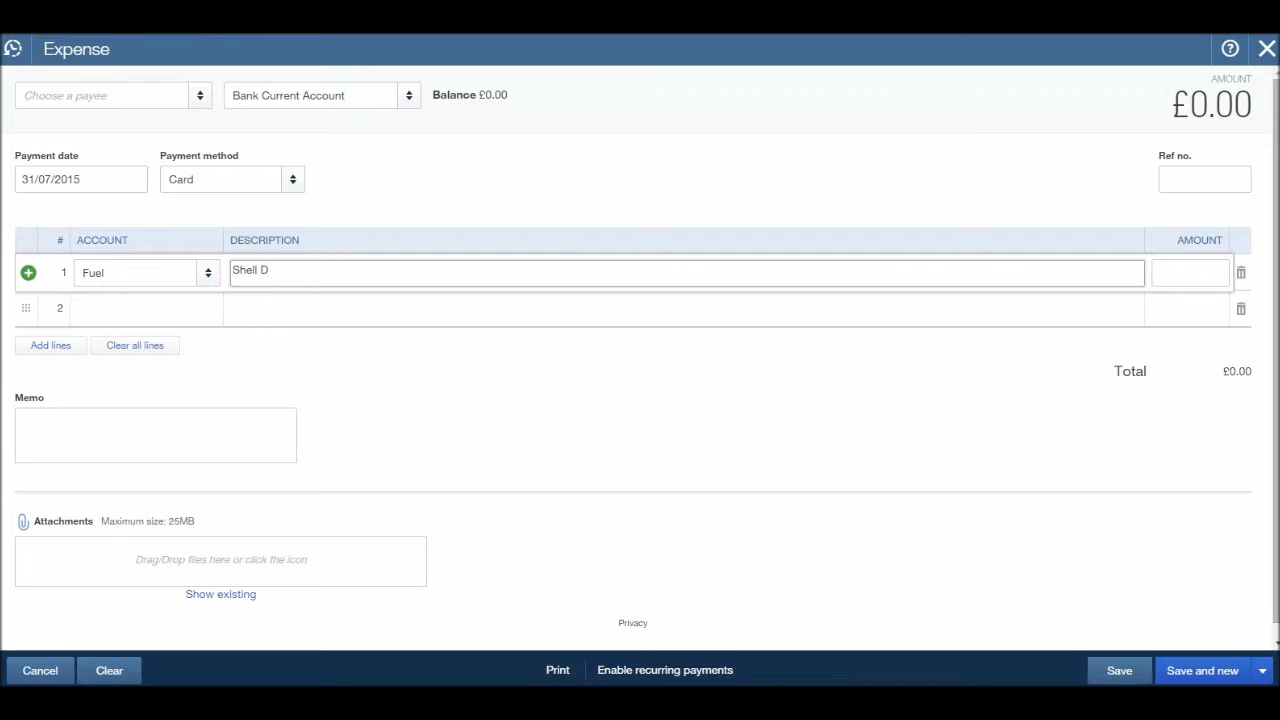 Expense
AMOUNT
£0.00
Choose a payee
Bank Current Account
Balance £0.00
Payment date
Payment method
Ref no.
31/07/2015
Card
# ACCOUNT DESCRIPTION AMOUNT
1 Fuel Shell D
2
Add lines
Clear all lines
Total £0.00
Memo
Attachments Maximum size: 25MB
Drag/Drop files here or click the icon
Show existing
Privacy
Cancel
Clear
Print
Enable recurring payments
Save
Save and new